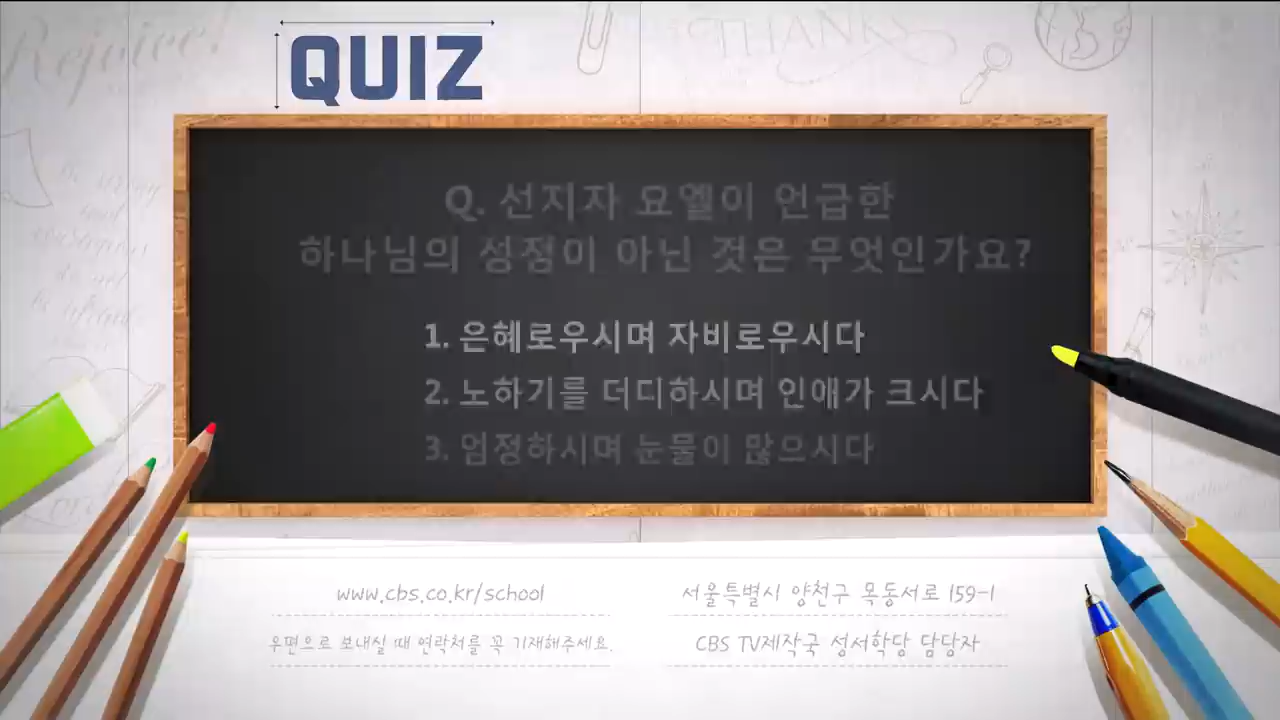 Rejoice!
THANKS
QUIZ
Q. 선지자 요엘이 언급한
하나님의 성정이 아닌 것은 무엇인가요?
1. 은혜로우시며 자비로우시다
2. 노하기를 더디하시며 인애가 크시다
3. 엄정하시며 눈물이 많으시다
www.cbs.co.kr/school
우편으로 보내실 때 연락처를 꼭 기재해주세요.
서울특별시 양천구 목동서로 159-1
CBS TV제작국 성서학당 담당자